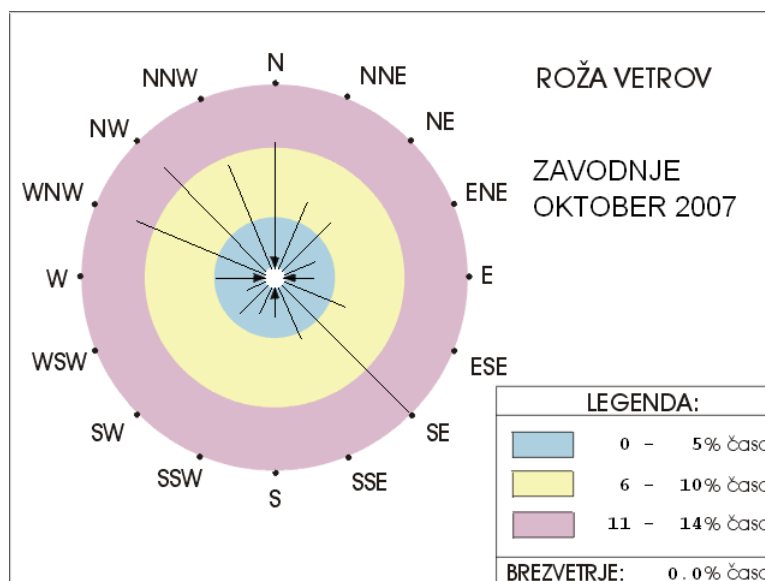 ROŽA VETROV
ZAVODNJE
OKTOBER 2007
N
NNE
NE
ENE
E
ESE
SE
SSE
S
SSW
SW
WSW
W
WNW
NW
NNW
LEGENDA:
0 - 5% časa
6 - 10% časa
11 - 14% časa
BREZVETRJE: 0.0% časa